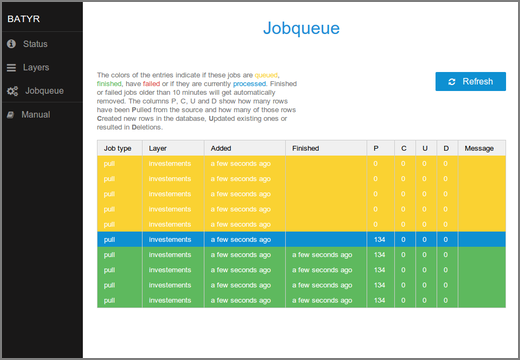 BATYR
Status
Layers
Jobqueue
Manual
Jobqueue
The colors of the entries indicate if these jobs are queued,
finished, have failed or if they are currently processed. Finished
or failed jobs older than 10 minutes will get automatically
removed. The columns P, C, U and D show how many rows
have been Pulled from the source and how many of those rows
Created new rows in the database, Updated existing ones or
resulted in Deletions.
Refresh
Job type Layer Added Finished P C U D Message
pull investements a few seconds ago 0 0 0 0
pull investements a few seconds ago 0 0 0 0
pull investements a few seconds ago 0 0 0 0
pull investements a few seconds ago 0 0 0 0
pull investements a few seconds ago 0 0 0 0
pull investements a few seconds ago 134 0 0 0
pull investements a few seconds ago a few seconds ago 134 0 0 0
pull investements a few seconds ago a few seconds ago 134 0 0 0
pull investements a few seconds ago a few seconds ago 134 0 0 0
pull investements a few seconds ago a few seconds ago 134 0 0 0